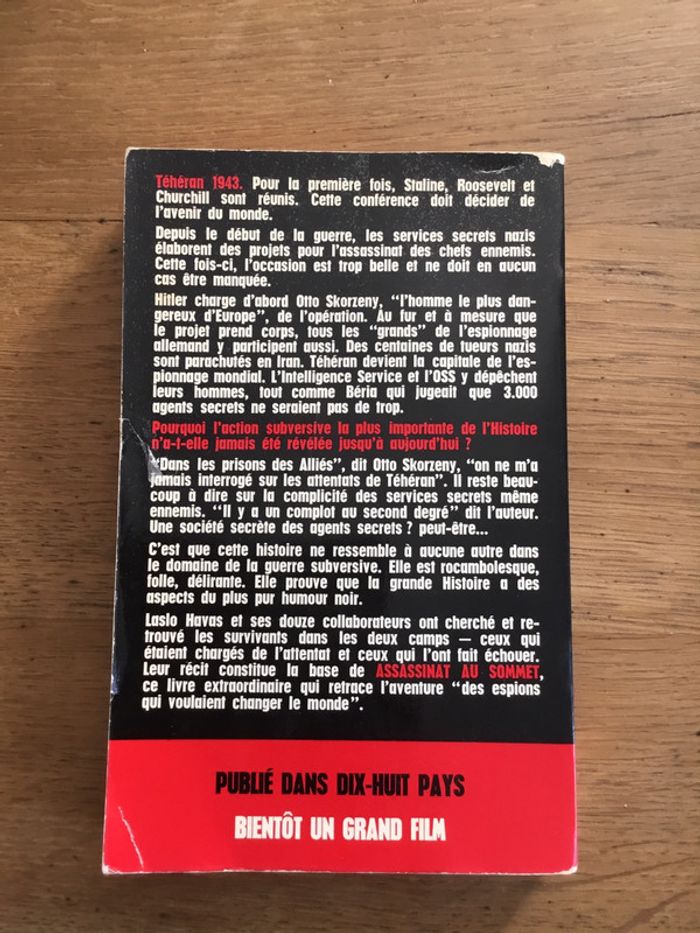 Téhéran 1943. Pour la première fois, Staline, Roosevelt et
Churchill sont réunis. Cette conférence doit décider de
l'avenir du monde.
Depuis le début de la guerre, les services secrets nazis
élaborent des projets pour l'assassinat des chefs ennemis.
Cette fois-ci, l'occasion est trop belle et ne doit en aucun
cas être manquée.
Hitler charge d'abord Otto Skorzeny, "l'homme le plus dan-
gereux d'Europe", de l'opération. Au fur et à mesure que
le projet prend corps, tous les "grands" de l'espionnage
allemand y participent aussi. Des centaines de tueurs nazis
sont parachutés en Iran. Téhéran devient la capitale de l'es-
pionnage mondial. L'Intelligence Service et l'OSS y dépêchent
leurs hommes, tout comme Béria qui jugeait que 3.000
agents secrets ne seraient pas de trop.
Pourquoi l'action subversive la plus importante de l'Histoire
n'a-t-elle jamais été révélée jusqu'à aujourd'hui ?
"Dans les prisons des Alliés", dit Otto Skorzeny, "on ne m'a
jamais interrogé sur les attentats de Téhéran". Il reste beau-
coup à dire sur la complicité des services secrets même
ennemis. "Il y a un complot au second degré" dit l'auteur.
Une société secrète des agents secrets ? peut-être...
C'est que cette histoire ne ressemble à aucune autre dans
le domaine de la guerre subversive. Elle est rocambolesque,
folle, délirante. Elle prouve que la grande Histoire a des
aspects du plus pur humour noir.
Laslo Havas et ses douze collaborateurs ont cherché et re-
trouvé les survivants dans les deux camps — ceux qui
étaient chargés de l'attentat et ceux qui l'ont fait échouer.
Leur récit constitue la base de ASSASSINAT AU SOMMET,
ce livre extraordinaire qui retrace l'aventure "des espions
qui voulaient changer le monde".
PUBLIÉ DANS DIX-HUIT PAYS
BIENTÔT UN GRAND FILM